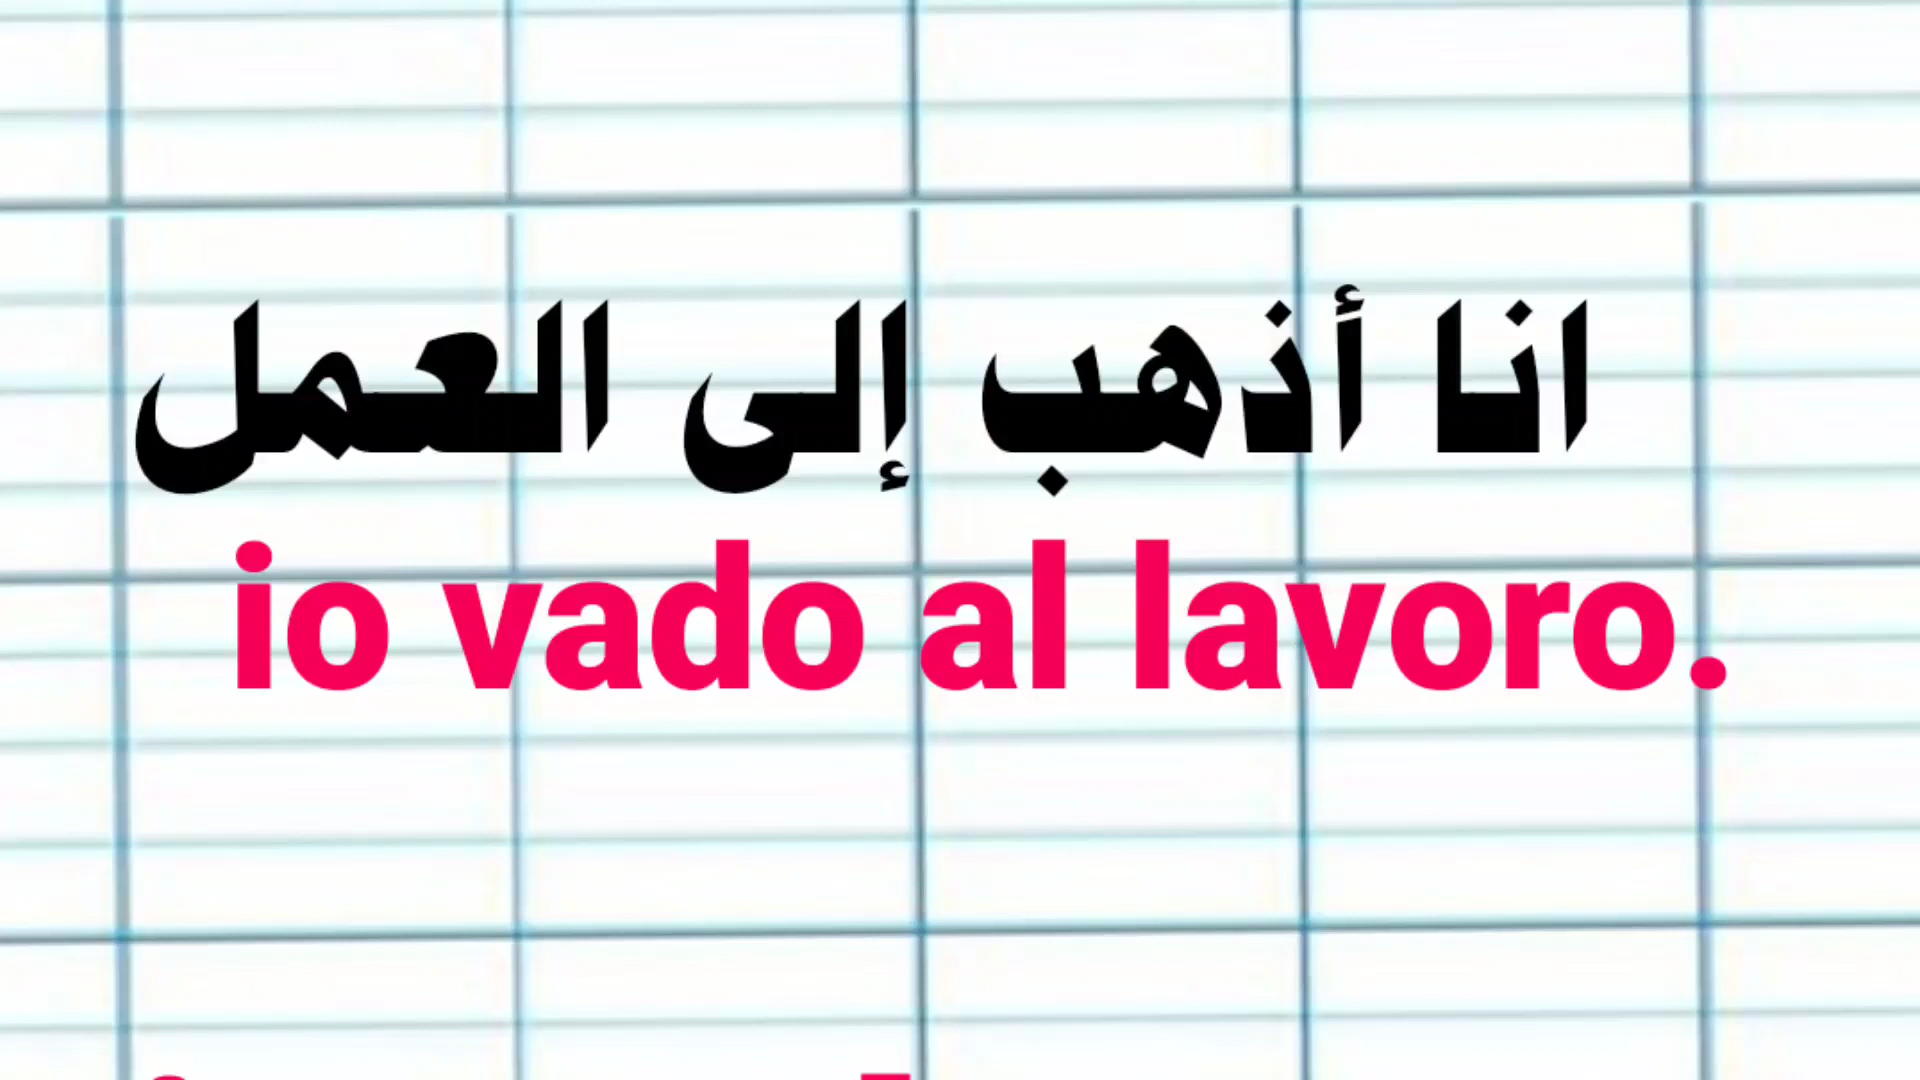 انا أذهب إلى العمل
io vado al lavoro.